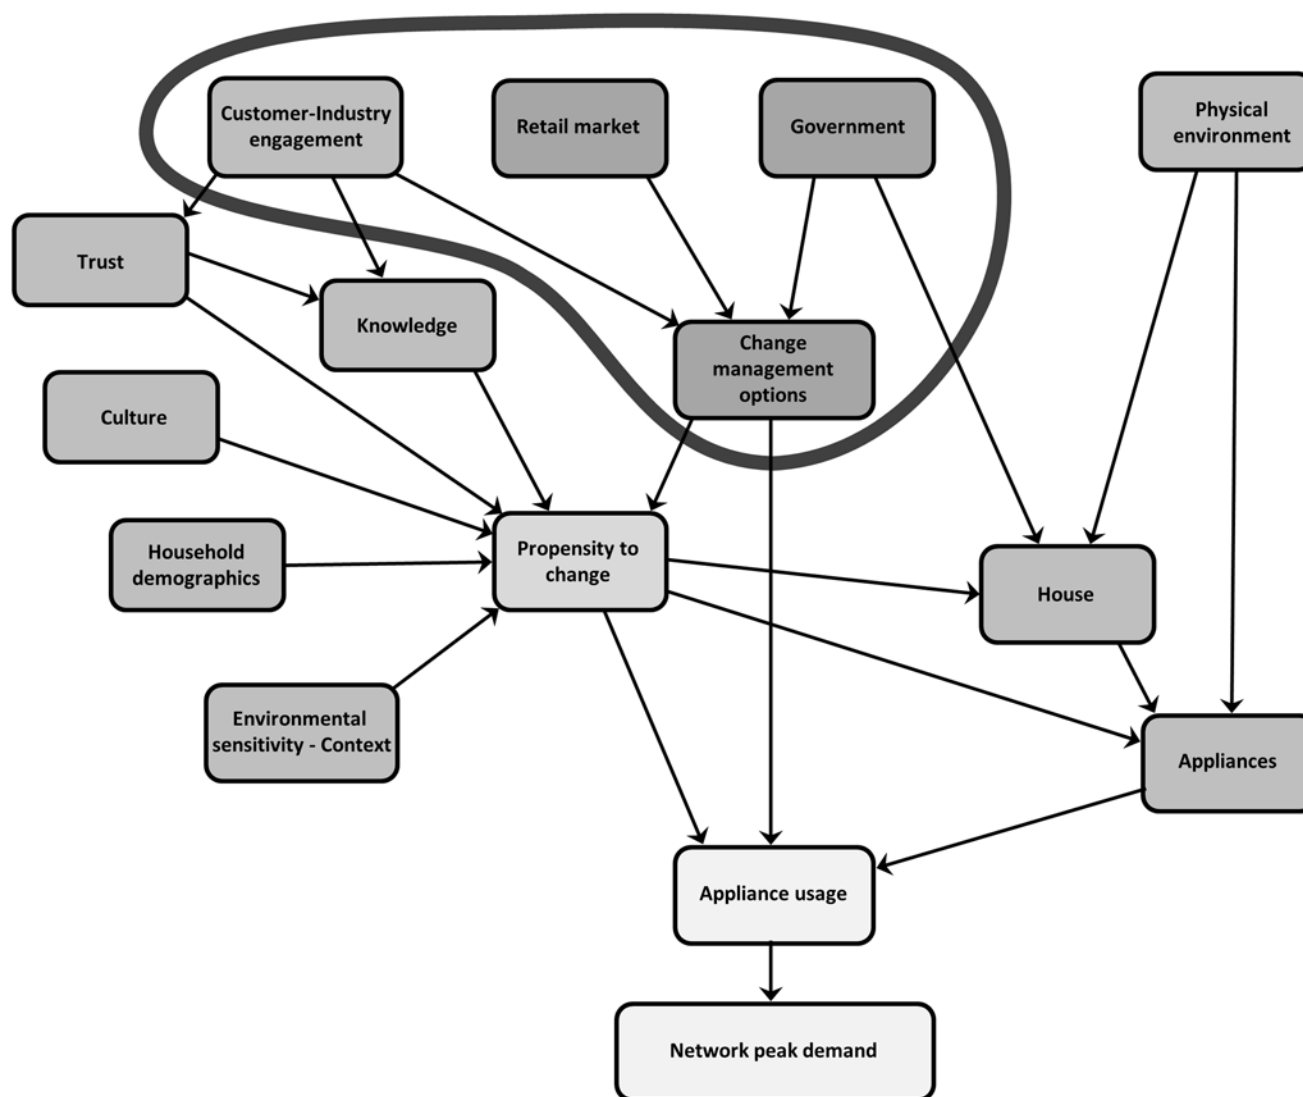 Customer-Industry
engagement
Retail market
Government
Physical
environment
Trust
Knowledge
Change
management
options
Culture
Household
demographics
Propensity to
change
House
Environmental
sensitivity - Context
Appliances
Appliance usage
Network peak demand